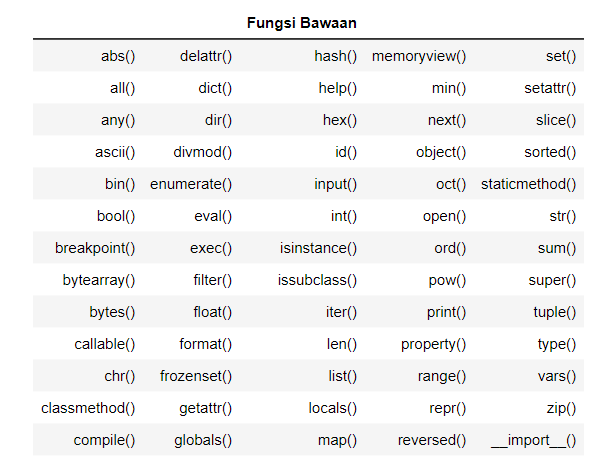 Fungsi Bawaan
abs() delattr() hash() memoryview() set()
all() dict() help() min() setattr()
any() dir() hex() next() slice()
ascii() divmod() id() object() sorted()
bin() enumerate() input() oct() staticmethod()
bool() eval() int() open() str()
breakpoint() exec() isinstance() ord() sum()
bytearray() filter() issubclass() pow() super()
bytes() float() iter() print() tuple()
callable() format() len() property() type()
chr() frozenset() list() range() vars()
classmethod() getattr() locals() repr() zip()
compile() globals() map() reversed() __import__()